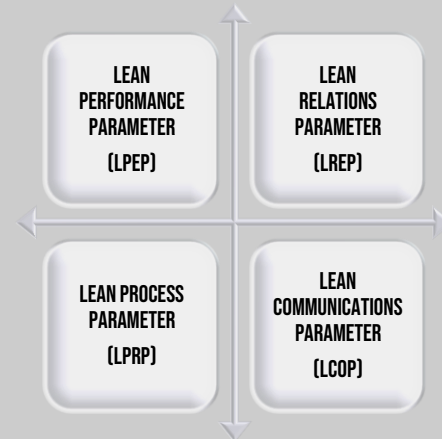 LEAN
PERFORMANCE
PARAMETER
(LPEP)
LEAN
RELATIONS
PARAMETER
(LREP)
LEAN PROCESS
PARAMETER
(LPRP)
LEAN
COMMUNICATIONS
PARAMETER
(LCOP)